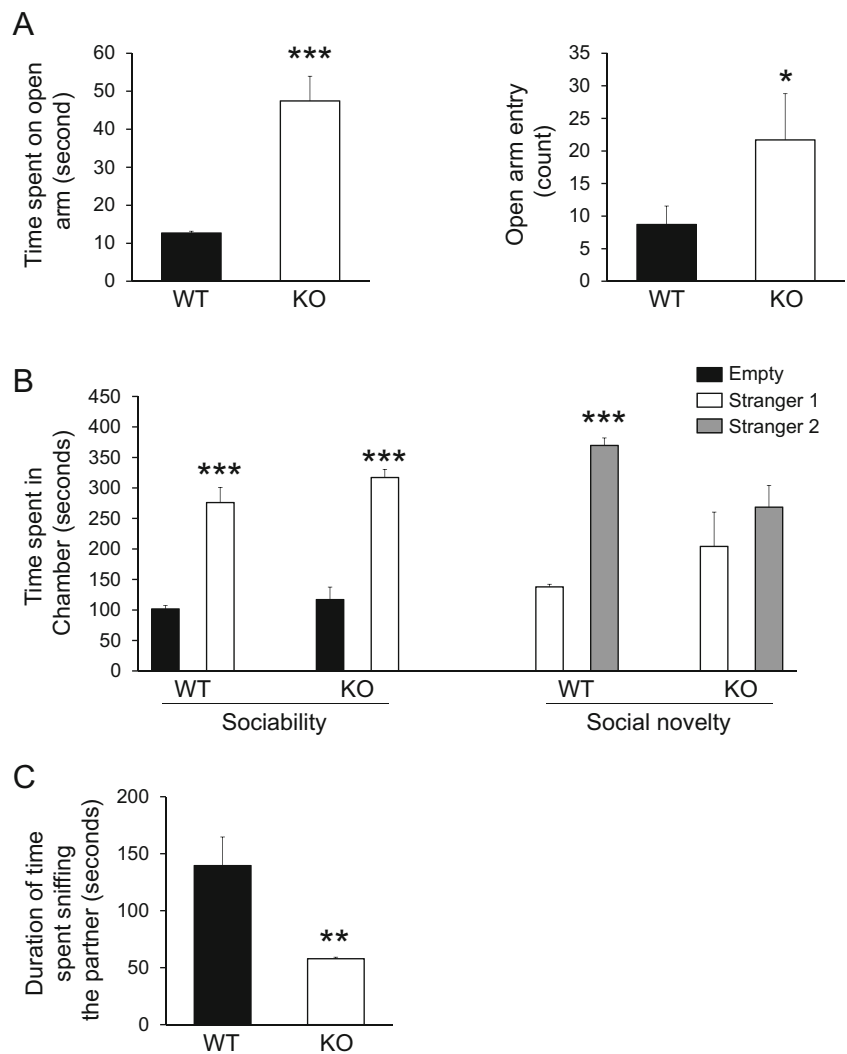 A
Time spent on open
arm (second)
60
50
40
30
20
10
0
***
WT
KO
Open arm entry
(count)
35
30
25
20
15
10
5
0
*
WT
KO
B
Time spent in
Chamber (seconds)
450
400
350
300
250
200
150
100
50
0
***
***
***
Empty
Stranger 1
Stranger 2
WT
KO
WT
KO
Sociability
Social novelty
C
Duration of time
spent sniffing
the partner (seconds)
200
150
100
50
0
**
WT
KO